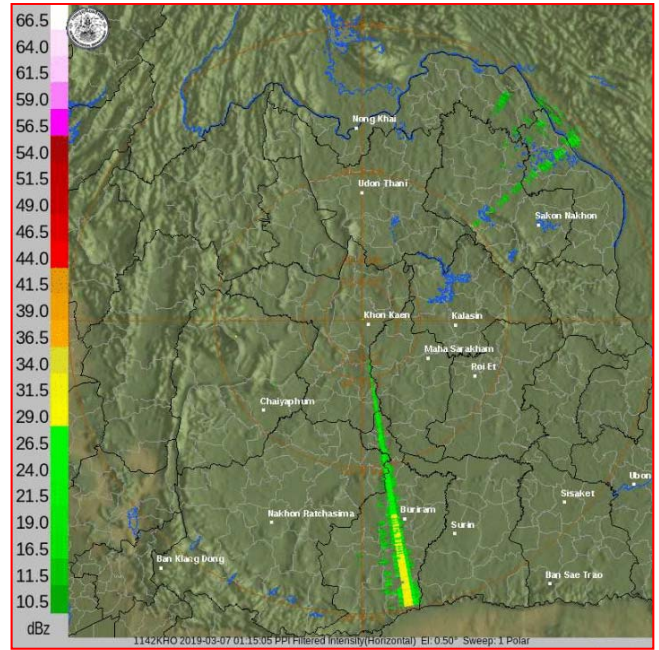 66.5
64.0
61.5
59.0
56.5
54.0
51.5
49.0
46.5
44.0
41.5
39.0
36.5
34.0
31.5
29.0
26.5
24.0
21.5
19.0
16.5
11.5
10.5
dBz
Nong Khai
Udon Thani
Sakon Nakhon
Khon Kaen
Kalasin
Maha Sarakham
Roi Et
Chaiyaphum
Ubon
Sisaket
Nakhon Ratchasima
Buriram
Surin
Ban Klang Dong
Ban Sae Trao
1142KHO 2019-03-07 01:15:05 PPI Filtered Intensity(Horizontal) El: 0.50° Sweep: 1 Polar